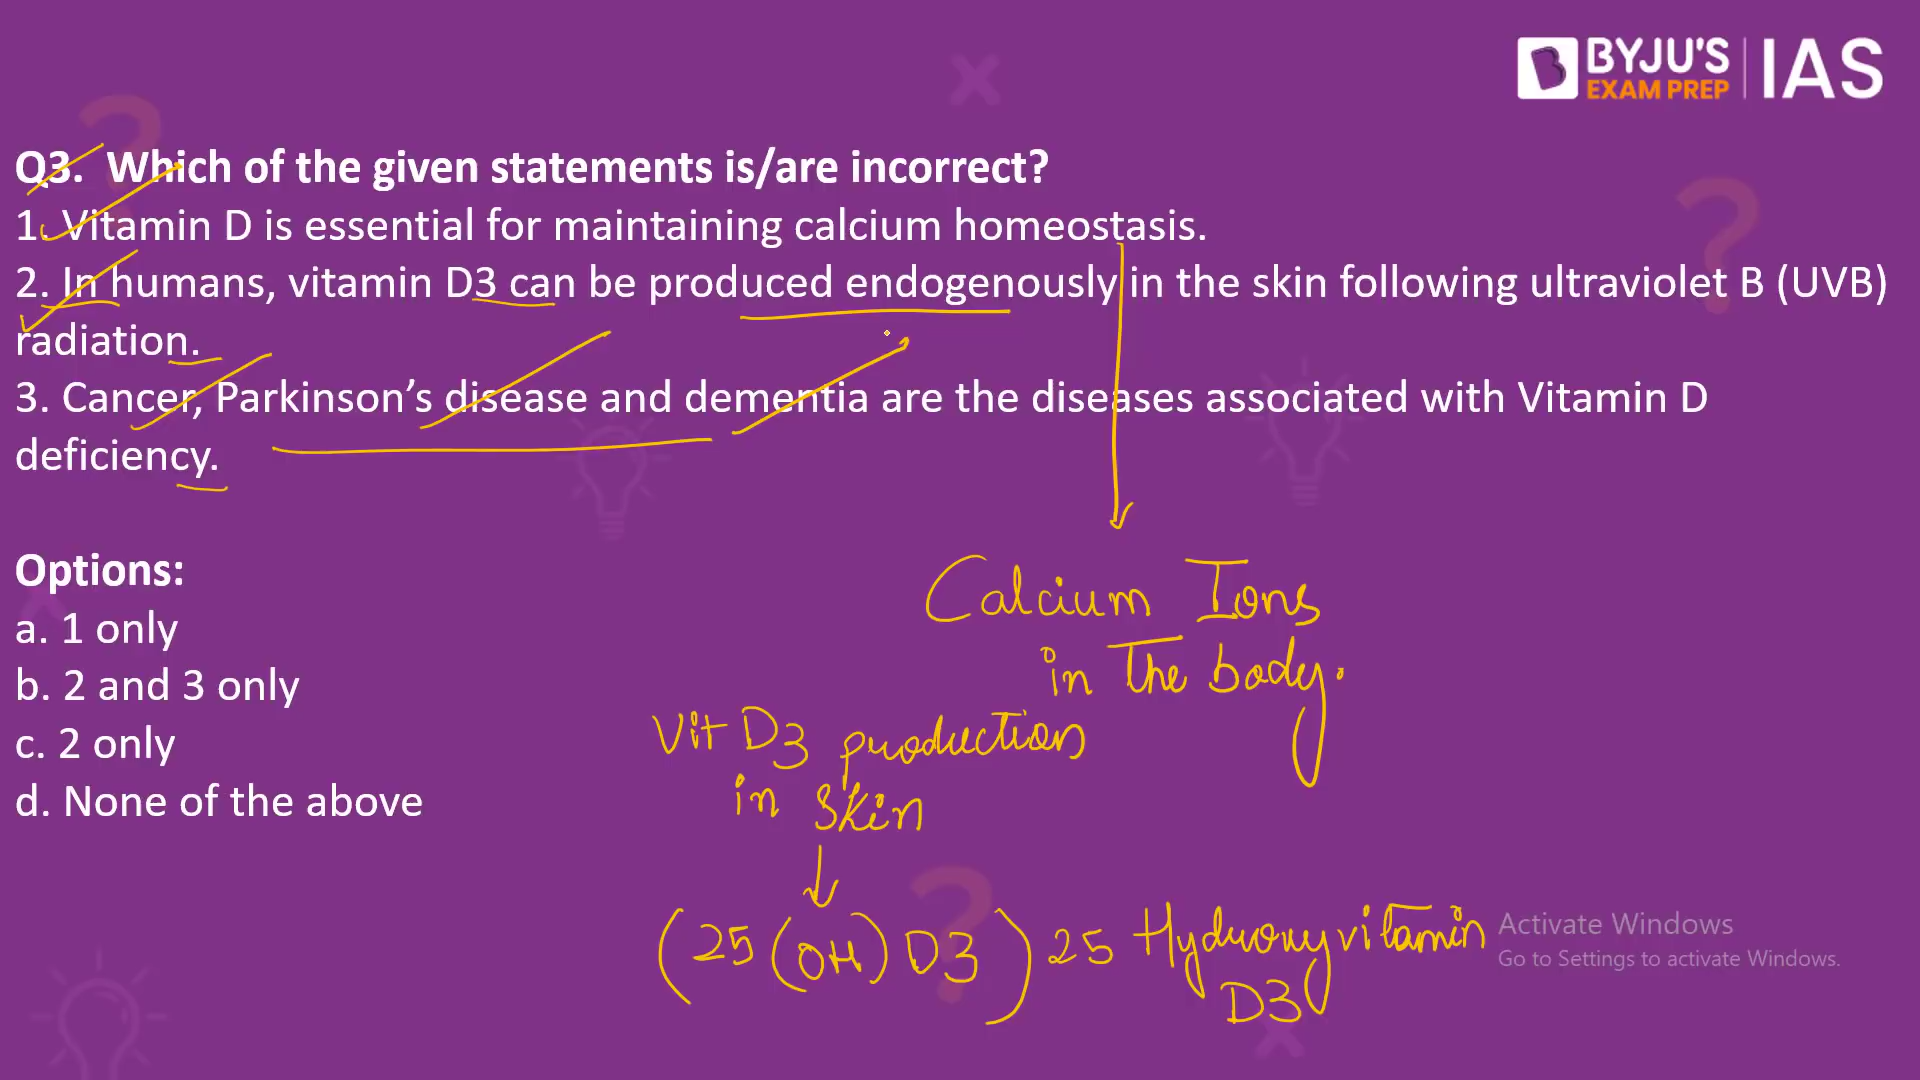 BYJU'S
EXAM PREP
IAS
Q3. Which of the given statements is/are incorrect?
1. Vitamin D is essential for maintaining calcium homeostasis.
2. In humans, vitamin D3 can be produced endogenously in the skin following ultraviolet B (UVB)
radiation.
3. Cancer, Parkinson’s disease and dementia are the diseases associated with Vitamin D
deficiency.
Options:
a. 1 only
b. 2 and 3 only
c. 2 only
d. None of the above
Calcium Ions
in The body.
Vit D3 production
in Skin
(25(OH) D3) 25 Hydroxyvitamin
D3
Activate Windows
Go to Settings to activate Windows.